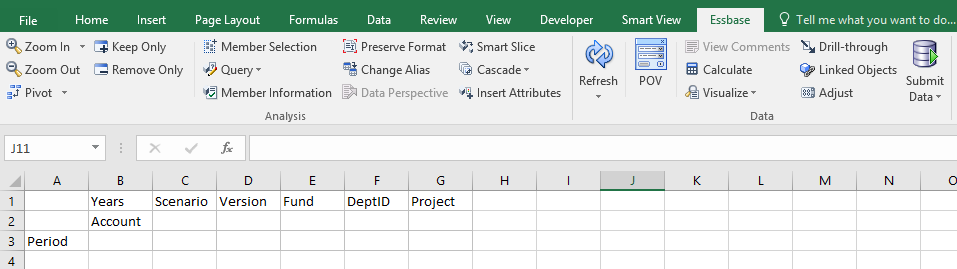 File Home Insert Page Layout Formulas Data Review View Developer Smart View Essbase Tell me what you want to do...
Zoom In Keep Only Member Selection Preserve Format Smart Slice View Comments Drill-through
Zoom Out Remove Only Query Change Alias Cascade Refresh POV Calculate Linked Objects Submit Data
Pivot Member Information Data Perspective Insert Attributes Visualize Adjust
Analysis Data
J11 fx
A B C D E F G H I J K L M N O
1 Years Scenario Version Fund DeptID Project
2 Account
3 Period
4